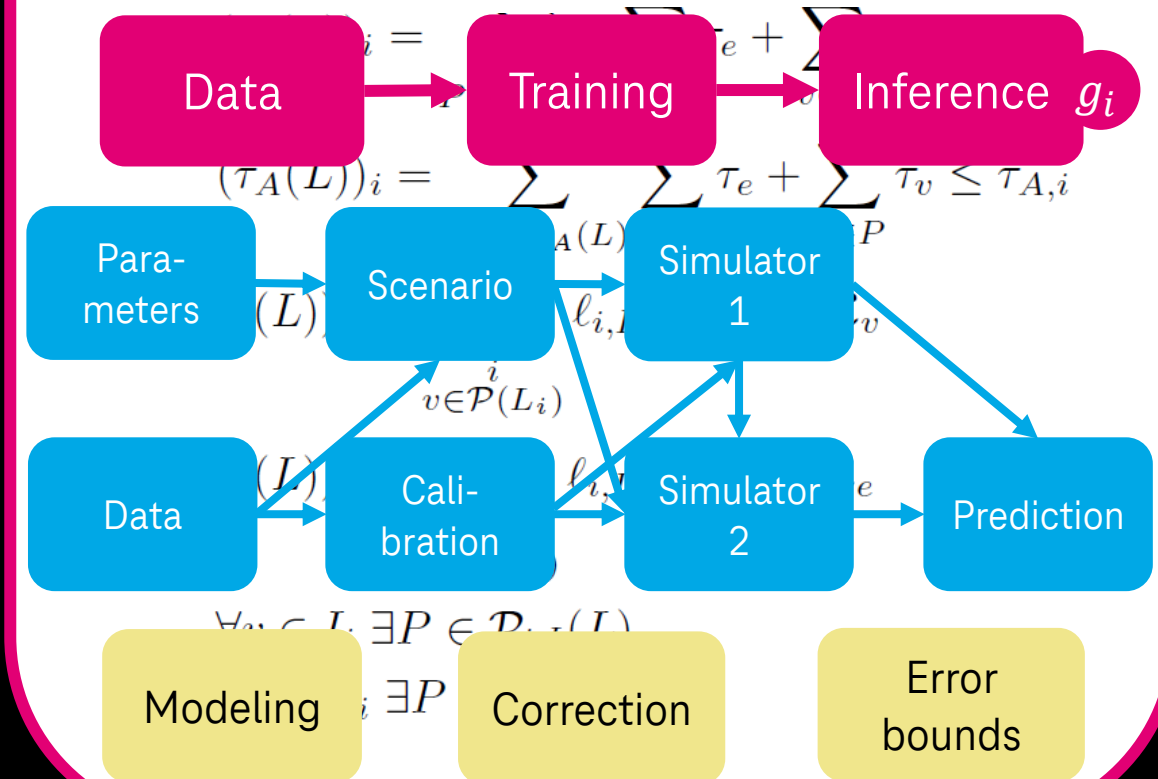 Data
Training
Inference g_i
(τ_A(L))_i = ∑ ∑ τ_e + ∑ τ_v ≤ τ_{A,i}
Para-
meters
Scenario
Simulator
1
v∈𝒫(L_i)
Data
Cali-
bration
Simulator
2
Prediction
∃P ∈
Modeling
∃P
Correction
Error
bounds